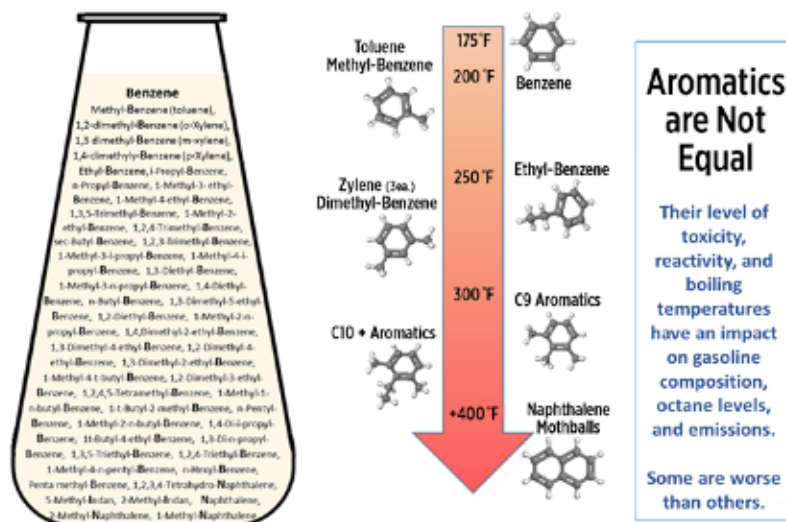 Benzene
Methyl-Benzene (toluene),
1,2-dimethyl-Benzene (o-Xylene),
1,3 dimethyl-Benzene (m-xylene),
1,4-dimethyly-Benzene (p-Xylene),
Ethyl-Benzene, i-Propyl-Benzene,
n-Propyl-Benzene, 1-Methyl-3-ethyl-
Benzene, 1-Methyl-4-ethyl-Benzene,
1,3,5-Trimethyl-Benzene, 1-Methyl-2-
ethyl-Benzene, 1,2,4-Trimethyl-Benzene,
sec-Butyl-Benzene, 1,2,3-Trimethyl-Benzene,
1-Methyl-3-i-propyl-Benzene, 1-Methyl-4-i-
propyl-Benzene, 1,3-Diethyl-Benzene,
1-Methyl-3-n-propyl-Benzene, 1,4-Diethyl-
Benzene, n-Butyl-Benzene, 1,3-Dimethyl-5-ethyl-
Benzene, 1,2-Diethyl-Benzene, 1-Methyl-2-n-
propyl-Benzene, 1,4,Dimethyl-2-ethyl-Benzene,
1,3-Dimethyl-4-ethyl-Benzene, 1,2-Dimethyl-4-
ethyl-Benzene, 1,3-Dimethyl-2-ethyl-Benzene,
1-Methyl-4-t-butyl-Benzene, 1,2-Dimethyl-3-ethyl-
Benzene, 1,2,4,5-Tetramethyl-Benzene, 1-Methyl-
n-butyl-Benzene, 1-t-Butyl-2-methyl-Benzene, n-Pentyl-
Benzene, 1-Methyl-2-n-butyl-Benzene, 1,4-Di-i-propyl-
Benzene, 1t-Butyl-4-ethyl-Benzene, 1,3-Di-n-propyl-
Benzene, 1,3,5-Triethyl-Benzene, 1,2,4-Triethyl-Benzene,
1-Methyl-4-n-pentyl-Benzene, n-Hexyl-Benzene,
Penta methyl-Benzene, 1,2,3,4-Tetrahydro-Naphthalene,
5-Methyl-Indan, 2-Methyl-Indan, Naphthalene,
2-Methyl-Naphthalene, 1-Methyl-Naphthalene
Toluene
Methyl-Benzene
175°F
200°F
Benzene
250°F
Ethyl-Benzene
Zylene (3ea.)
Dimethyl-Benzene
300°F
C9 Aromatics
C10 + Aromatics
+400°F
Naphthalene
Mothballs
Aromatics
are Not
Equal
Their level of
toxicity,
reactivity, and
boiling
temperatures
have an impact
on gasoline
composition,
octane levels,
and emissions.
Some are worse
than others.